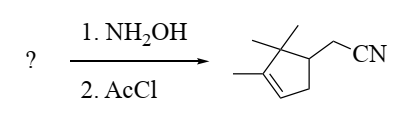 1. NH₂OH
?
2. AcCl
CN